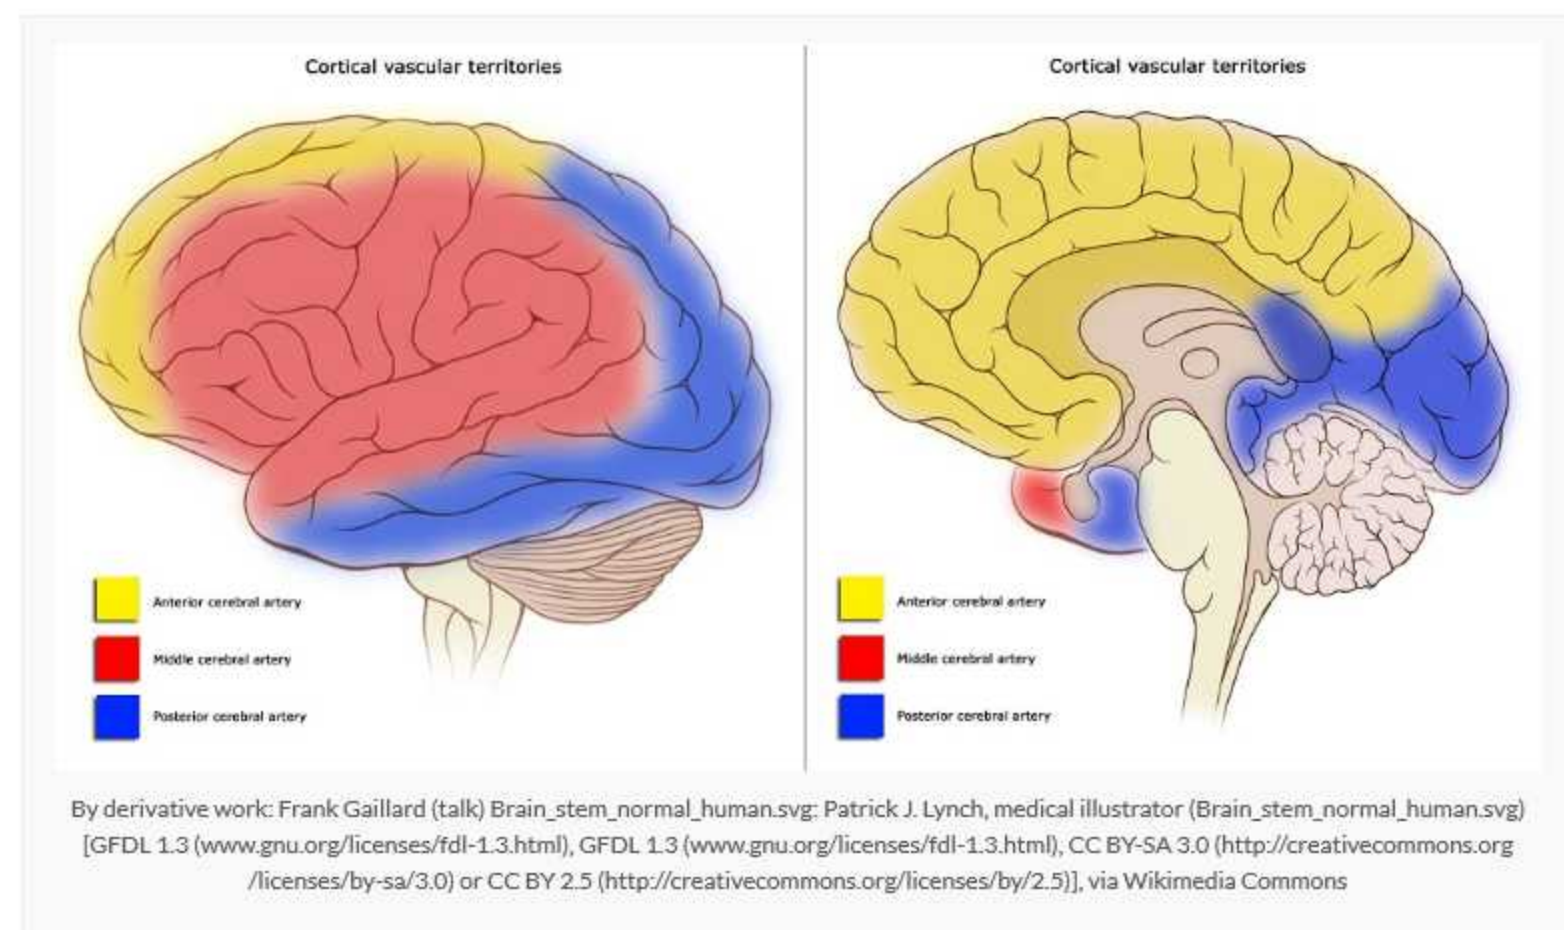 Cortical vascular territories
Anterior cerebral artery
Middle cerebral artery
Posterior cerebral artery
Cortical vascular territories
Anterior cerebral artery
Middle cerebral artery
Posterior cerebral artery
By derivative work: Frank Gaillard (talk) Brain_stem_normal_human.svg: Patrick J. Lynch, medical illustrator (Brain_stem_normal_human.svg)
[GFDL 1.3 (www.gnu.org/licenses/fdl-1.3.html), GFDL 1.3 (www.gnu.org/licenses/fdl-1.3.html), CC BY-SA 3.0 (http://creativecommons.org
/licenses/by-sa/3.0) or CC BY 2.5 (http://creativecommons.org/licenses/by/2.5)], via Wikimedia Commons